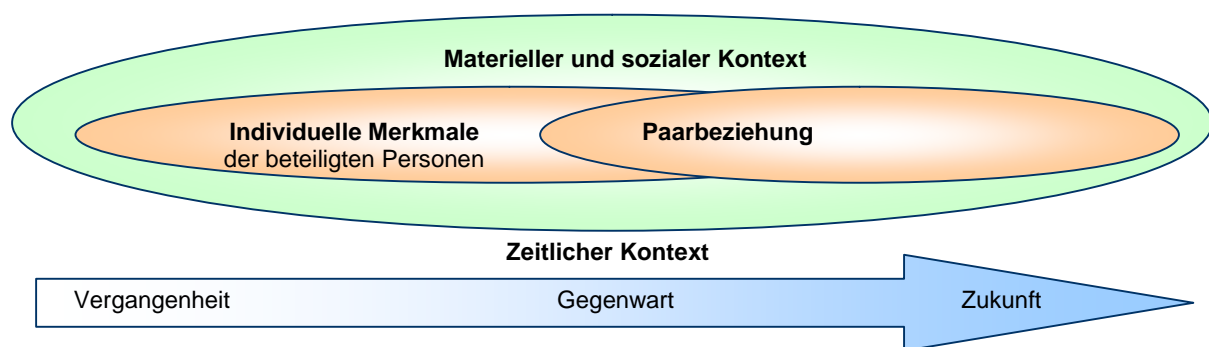 Materieller und sozialer Kontext
Individuelle Merkmale
der beteiligten Personen
Paarbeziehung
Zeitlicher Kontext
Vergangenheit
Gegenwart
Zukunft